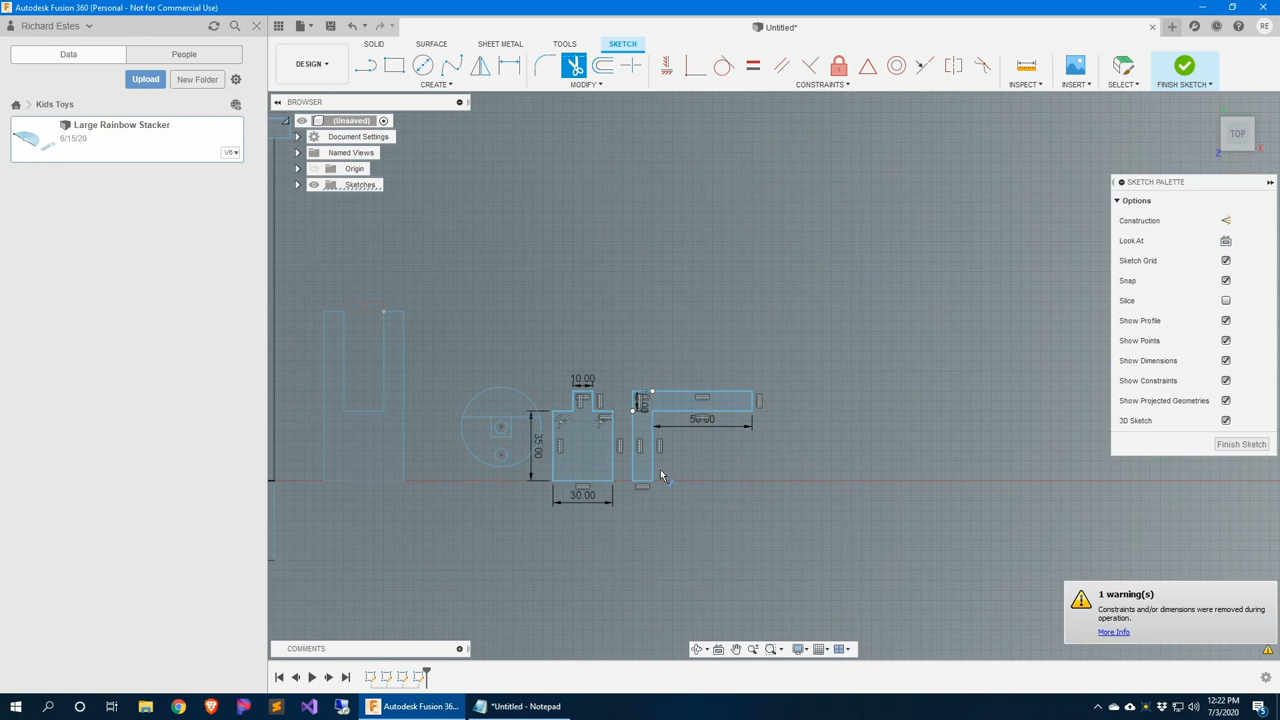 Autodesk Fusion 360 (Personal - Not for Commercial Use)
Richard Estes
Untitled*
RE
Data
People
Upload
New Folder
Kids Toys
Large Rainbow Stacker
6/15/20
V6
DESIGN
SOLID
SURFACE
SHEET METAL
TOOLS
SKETCH
CREATE
MODIFY
CONSTRAINTS
INSPECT
INSERT
SELECT
FINISH SKETCH
BROWSER
(Unsaved)
Document Settings
Named Views
Origin
Sketches
TOP
X
Z
SKETCH PALETTE
Options
Construction
Look At
Sketch Grid
Snap
Slice
Show Profile
Show Points
Show Dimensions
Show Constraints
Show Projected Geometries
3D Sketch
Finish Sketch
10.00
35.00
50.00
30.00
1 warning(s)
Constraints and/or dimensions were removed during
operation.
More Info
COMMENTS
Autodesk Fusion 36...
*Untitled - Notepad
12:22 PM
7/3/2020
5